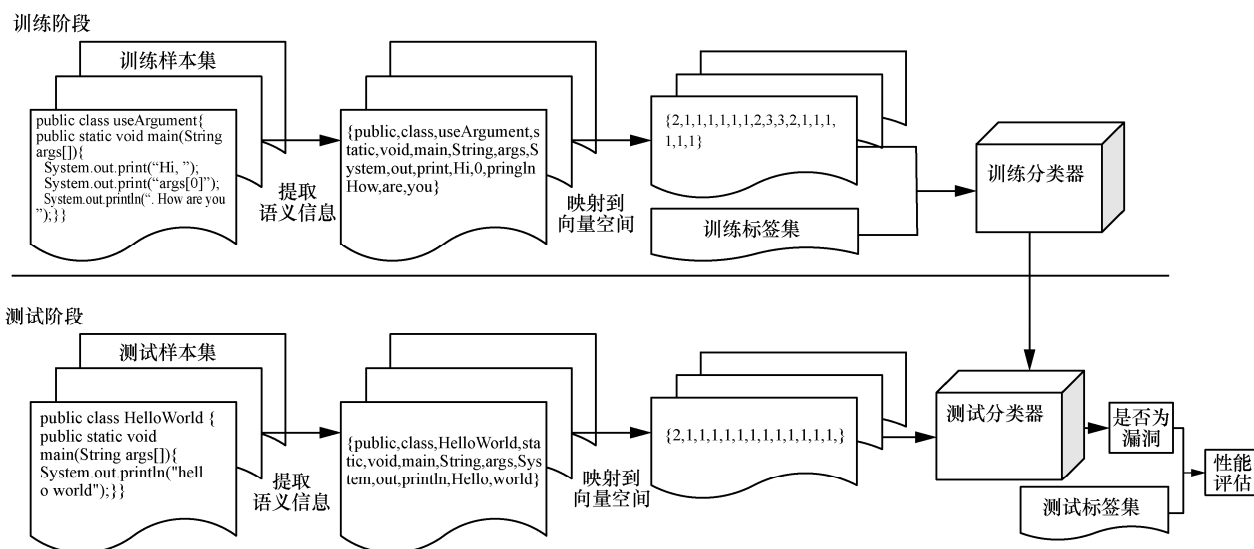 训练阶段
训练样本集
public class useArgument{
public static void main(String
args[]){
System.out.print(“Hi, ”);
System.out.print(“args[0]”);
System.out.println(“. How are you
”);}}
提取
语义信息
{public,class,useArgument,s
tatic,void,main,String,args,S
ystem,out,print,Hi,0,pringln
How,are,you}
映射到
向量空间
{2,1,1,1,1,1,1,2,3,3,2,1,1,1,
1,1,1}
训练标签集
训练分类器
测试阶段
测试样本集
public class HelloWorld {
public static void
main(String args[]){
System.out.println("hell
o world");}}
提取
语义信息
{public,class,HelloWorld,sta
tic,void,main,String,args,Sys
tem,out,println,Hello,world}
映射到
向量空间
{2,1,1,1,1,1,1,1,1,1,1,1,1,}
测试分类器
是否为
漏洞
测试标签集
性能
评估